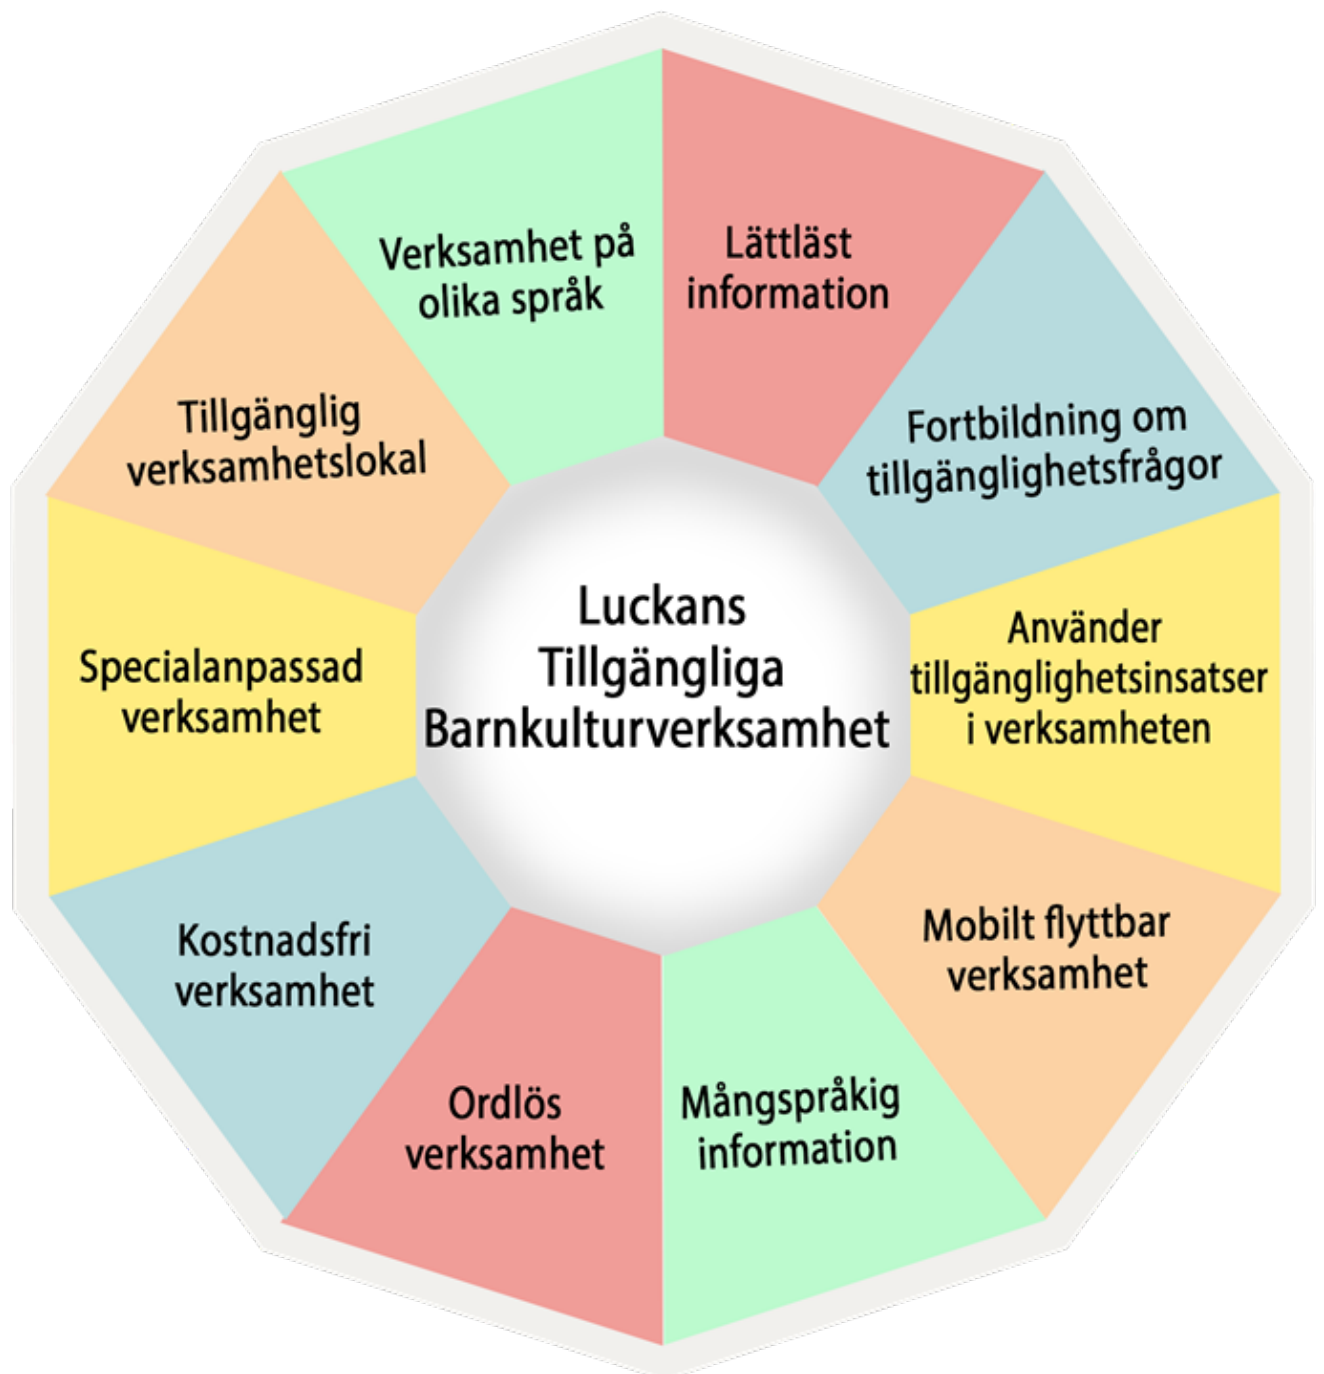 Verksamhet på
olika språk
Lättläst
information
Fortbildning om
tillgänglighetsfrågor
Använder
tillgänglighetsinsatser
i verksamheten
Mobilt flyttbar
verksamhet
Mångspråkig
information
Ordlös
verksamhet
Kostnadsfri
verksamhet
Specialanpassad
verksamhet
Tillgänglig
verksamhetslokal
Luckans
Tillgängliga
Barnkulturverksamhet